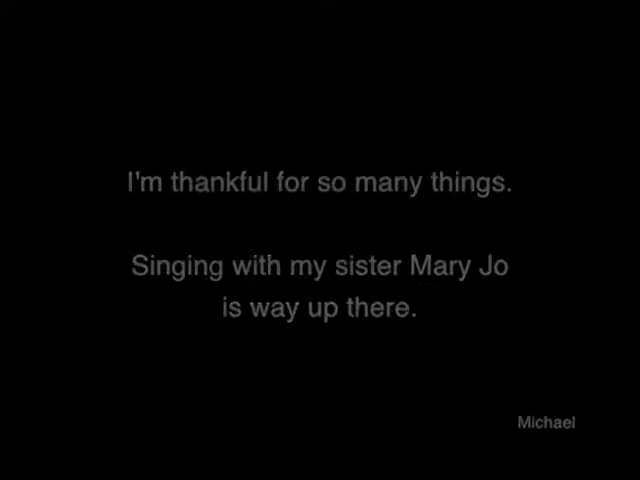 I'm thankful for so many things.
Singing with my sister Mary Jo
is way up there.
Michael